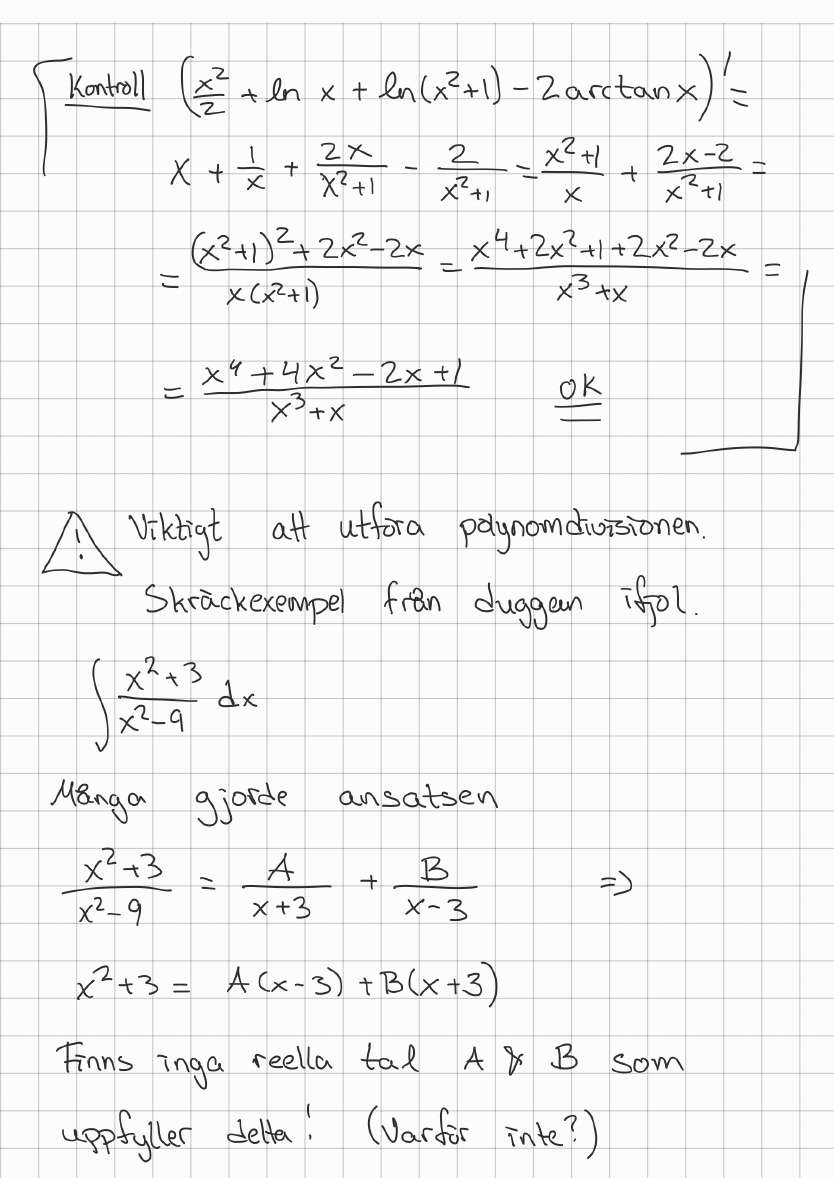 Kontroll (x²/2 + ln x + ln(x²+1) - 2 arctan x)' =
x + 1/x + 2x/(x²+1) - 2/(x²+1) = (x²+1)/x + (2x-2)/(x²+1) =
= ((x²+1)² + 2x²-2x)/(x(x²+1)) = (x⁴+2x²+1+2x²-2x)/(x³+x) =
= (x⁴+4x²-2x+1)/(x³+x) OK
! Viktigt att utföra polynomdivisionen.
Skräckexempel från duggan ifjol.
∫ (x²+3)/(x²-9) dx
Många gjorde ansatsen
(x²+3)/(x²-9) = A/(x+3) + B/(x-3) =>
x²+3 = A(x-3) + B(x+3)
Finns inga reella tal A & B som
uppfyller detta! (Varför inte?)